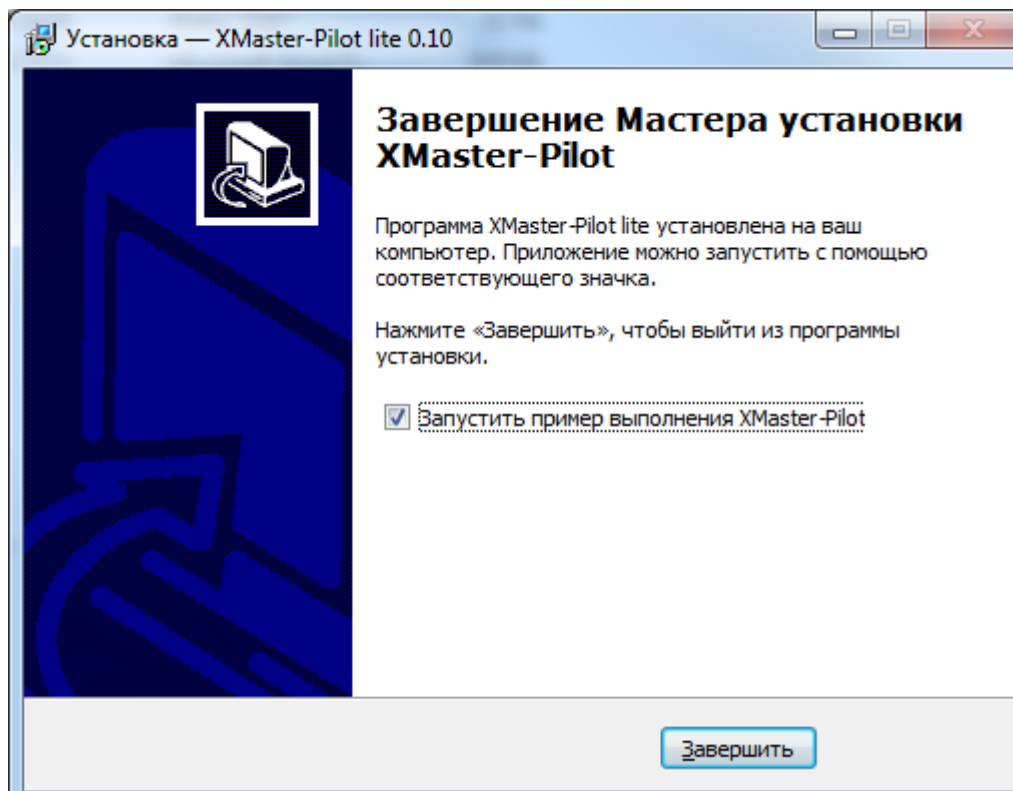 Установка — XMaster-Pilot lite 0.10
Завершение Мастера установки
XMaster-Pilot
Программа XMaster-Pilot lite установлена на ваш
компьютер. Приложение можно запустить с помощью
соответствующего значка.
Нажмите «Завершить», чтобы выйти из программы
установки.
Запустить пример выполнения XMaster-Pilot
Завершить